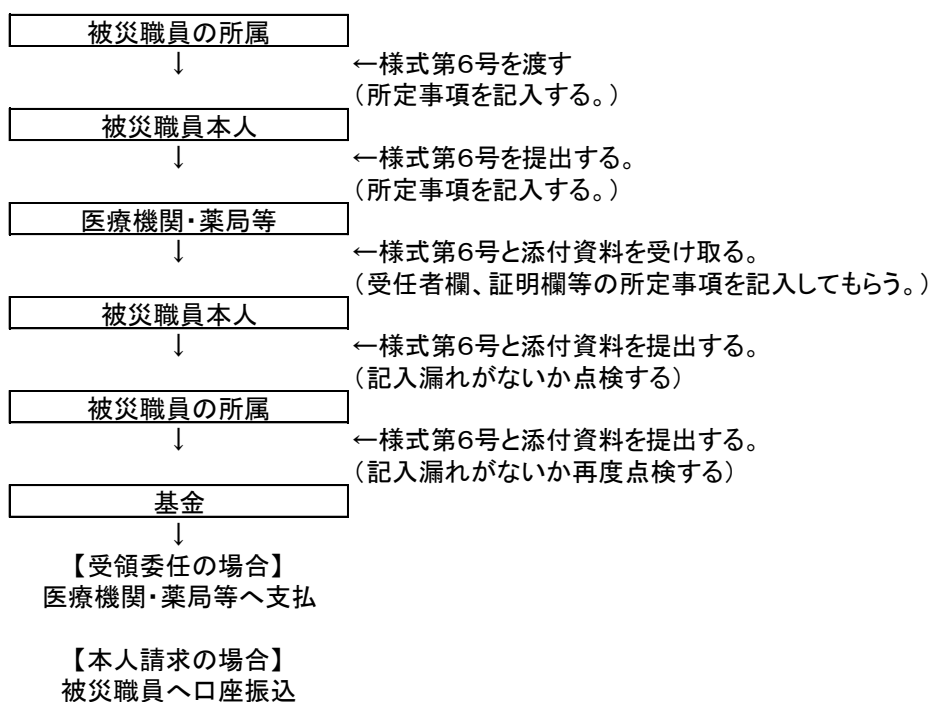 被災職員の所属
↓ ←様式第6号を渡す
（所定事項を記入する。）
被災職員本人
↓ ←様式第6号を提出する。
（所定事項を記入する。）
医療機関・薬局等
↓ ←様式第6号と添付資料を受け取る。
（受任者欄、証明欄等の所定事項を記入してもらう。）
被災職員本人
↓ ←様式第6号と添付資料を提出する。
（記入漏れがないか点検する）
被災職員の所属
↓ ←様式第6号と添付資料を提出する。
（記入漏れがないか再度点検する）
基金
↓
【受領委任の場合】
医療機関・薬局等へ支払
【本人請求の場合】
被災職員へ口座振込